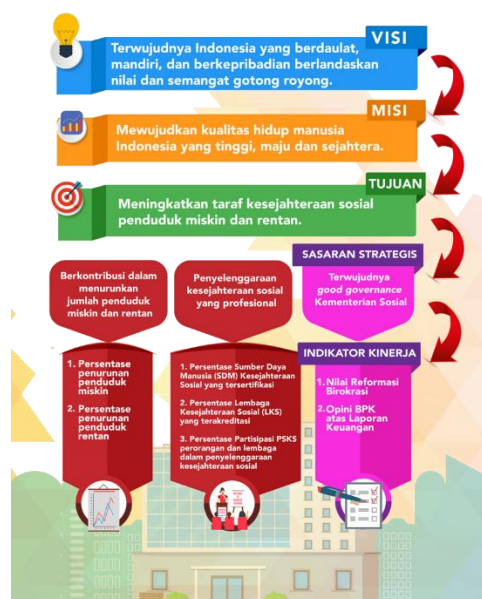 VISI
Terwujudnya Indonesia yang berdaulat,
mandiri, dan berkepribadian berlandaskan
nilai dan semangat gotong royong.
MISI
Mewujudkan kualitas hidup manusia
Indonesia yang tinggi, maju dan sejahtera.
TUJUAN
Meningkatkan taraf kesejahteraan sosial
penduduk miskin dan rentan.
SASARAN STRATEGIS
Berkontribusi dalam
menurunkan
jumlah penduduk
miskin dan rentan
Penyelenggaraan
kesejahteraan sosial
yang profesional
Terwujudnya
good governance
Kementerian Sosial
INDIKATOR KINERJA
1. Persentase
penurunan
penduduk
miskin
2. Persentase
penurunan
penduduk
rentan
1. Persentase Sumber Daya
Manusia (SDM) Kesejahteraan
Sosial yang tersertifikasi
2. Persentase Lembaga
Kesejahteraan Sosial (LKS)
yang terakreditasi
3. Persentase Partisipasi PSKS
perorangan dan lembaga
dalam penyelenggaraan
kesejahteraan sosial
1.Nilai Reformasi
Birokrasi
2.Opini BPK
atas Laporan
Keuangan